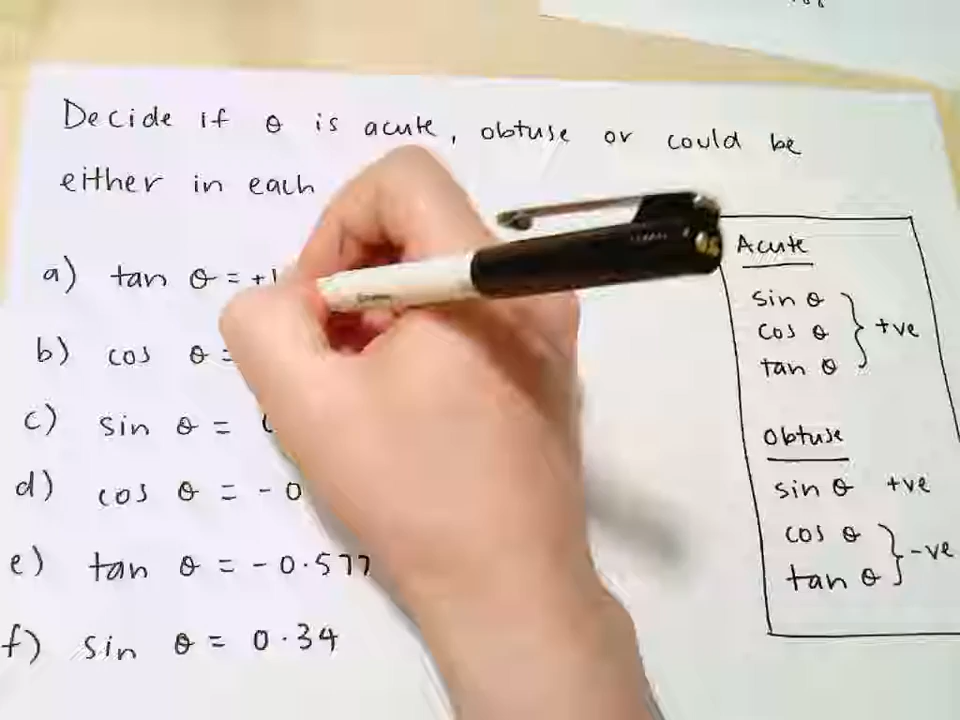 Decide if θ is acute, obtuse or could be
either in each
a) tan θ = +1
b) cos θ =
c) sin θ =
d) cos θ = - 0
e) tan θ = - 0.577
f) sin θ = 0.34
Acute
sin θ
cos θ } +ve
tan θ
Obtuse
sin θ +ve
cos θ } -ve
tan θ